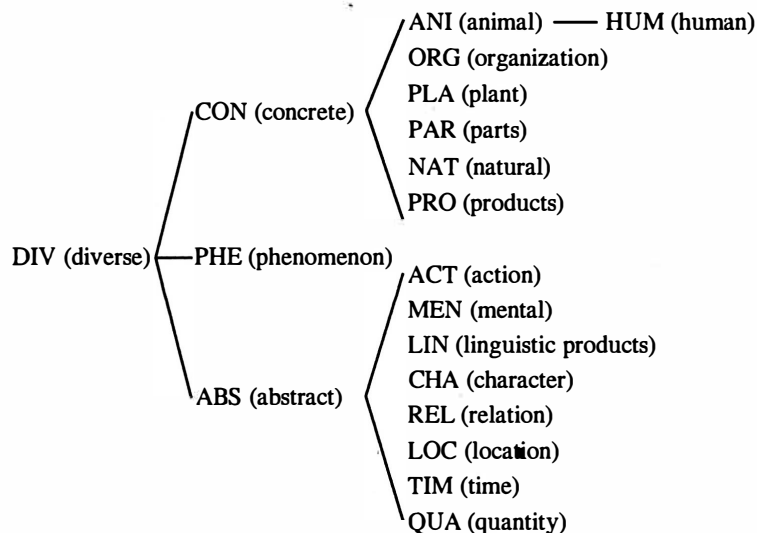 ANI (animal) HUM (human)
ORG (organization)
PLA (plant)
CON (concrete)
PAR (parts)
NAT (natural)
PRO (products)
DIV (diverse) PHE (phenomenon)
ACT (action)
MEN (mental)
LIN (linguistic products)
CHA (character)
ABS (abstract)
REL (relation)
LOC (location)
TIM (time)
QUA (quantity)